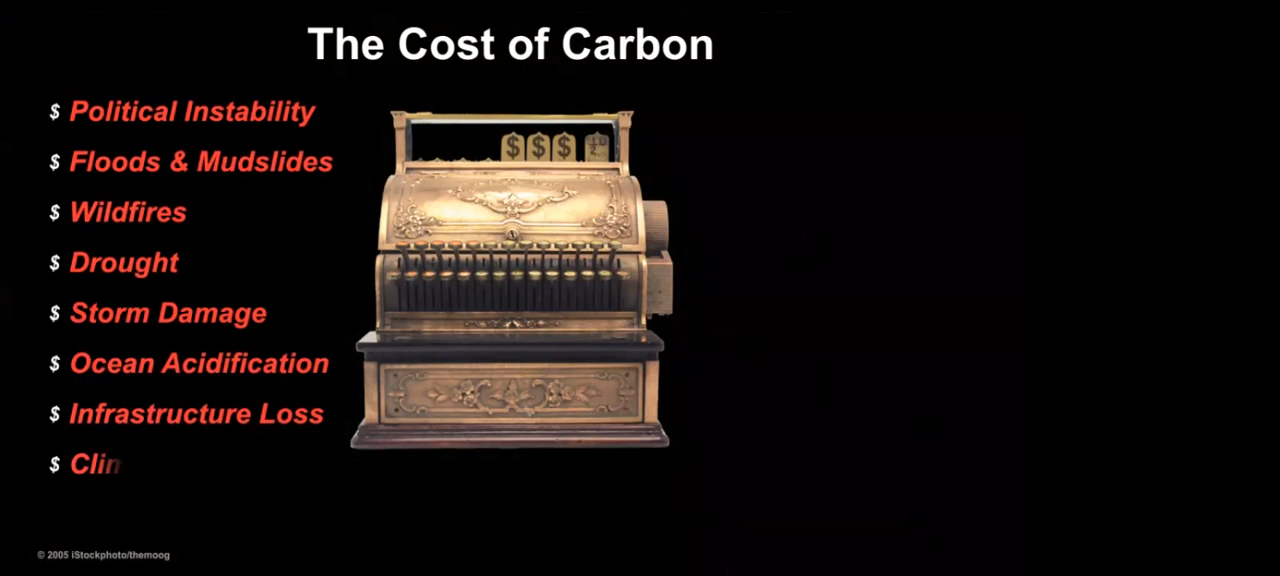 The Cost of Carbon
$ Political Instability
$ Floods & Mudslides
$ Wildfires
$ Drought
$ Storm Damage
$ Ocean Acidification
$ Infrastructure Loss
$ Clim
$ $ $
© 2005 iStockphoto/themoog